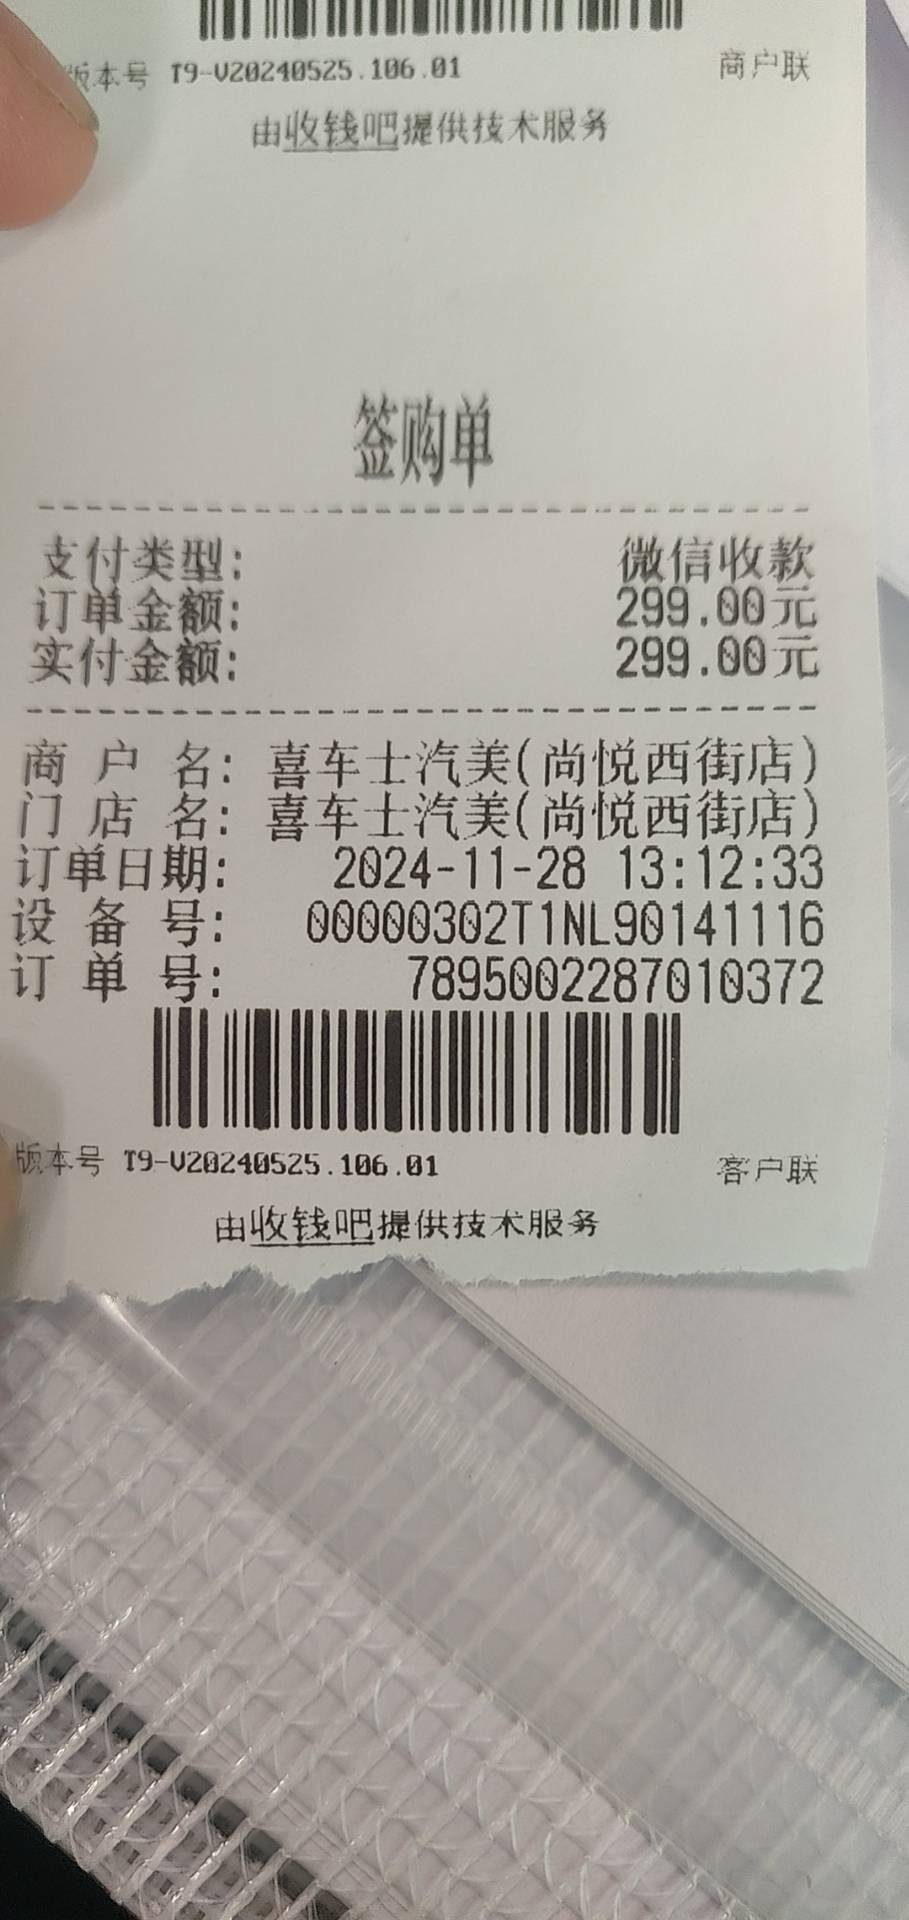 版本号 T9-V20240525.106.01 商户联
由收钱吧提供技术服务
签购单
支付类型: 微信收款
订单金额: 299.00元
实付金额: 299.00元
商户名: 喜车士汽美(尚悦西街店)
门店名: 喜车士汽美(尚悦西街店)
订单日期: 2024-11-28 13:12:33
设备号: 00000302T1NL90141116
订单号: 7895002287010372
版本号 T9-V20240525.106.01 客户联
由收钱吧提供技术服务